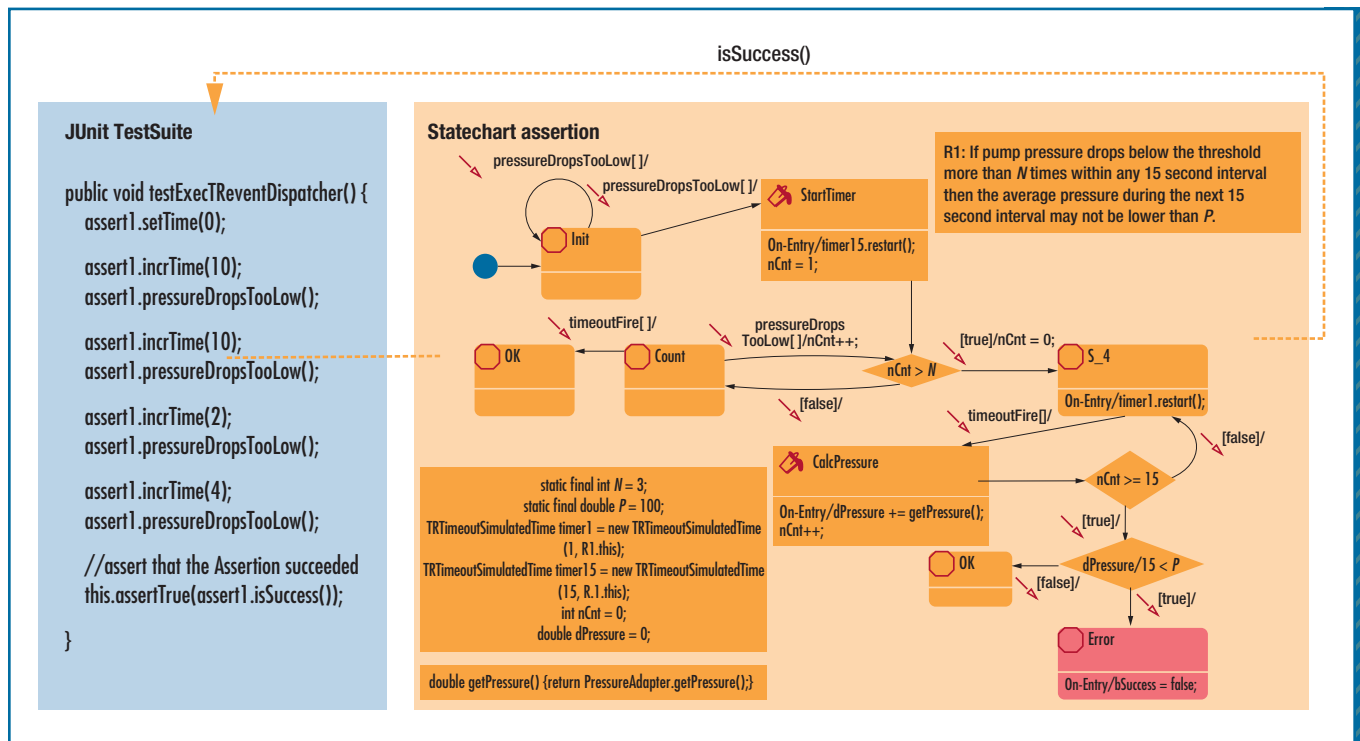 isSuccess()
JUnit TestSuite
public void testExecTReventDispatcher() {
assert1.setTime(0);
assert1.incrTime(10);
assert1.pressureDropsTooLow();
assert1.incrTime(10);
assert1.pressureDropsTooLow();
assert1.incrTime(2);
assert1.pressureDropsTooLow();
assert1.incrTime(4);
assert1.pressureDropsTooLow();
//assert that the Assertion succeeded
this.assertTrue(assert1.isSuccess());
}
Statechart assertion
R1: If pump pressure drops below the threshold
more than N times within any 15 second interval
then the average pressure during the next 15
second interval may not be lower than P.
pressureDropsTooLow[ ]/
pressureDropsTooLow[ ]/
StartTimer
On-Entry/timer15.restart();
nCnt = 1;
Init
timeoutFire[ ]/
pressureDrops
TooLow[ ]/nCnt++;
[true]/nCnt = 0;
OK
Count
nCnt > N
S_4
On-Entry/timer1.restart();
[false]/
timeoutFire[]/
[false]/
CalcPressure
On-Entry/dPressure += getPressure();
nCnt++;
nCnt >= 15
[true]/
static final int N = 3;
static final double P = 100;
TRTimeoutSimulatedTime timer1 = new TRTimeoutSimulatedTime
(1, R1.this);
TRTimeoutSimulatedTime timer15 = new TRTimeoutSimulatedTime
(15, R.1.this);
int nCnt = 0;
double dPressure = 0;
OK
dPressure/15 < P
[false]/
[true]/
Error
On-Entry/bSuccess = false;
double getPressure() {return PressureAdapter.getPressure();}